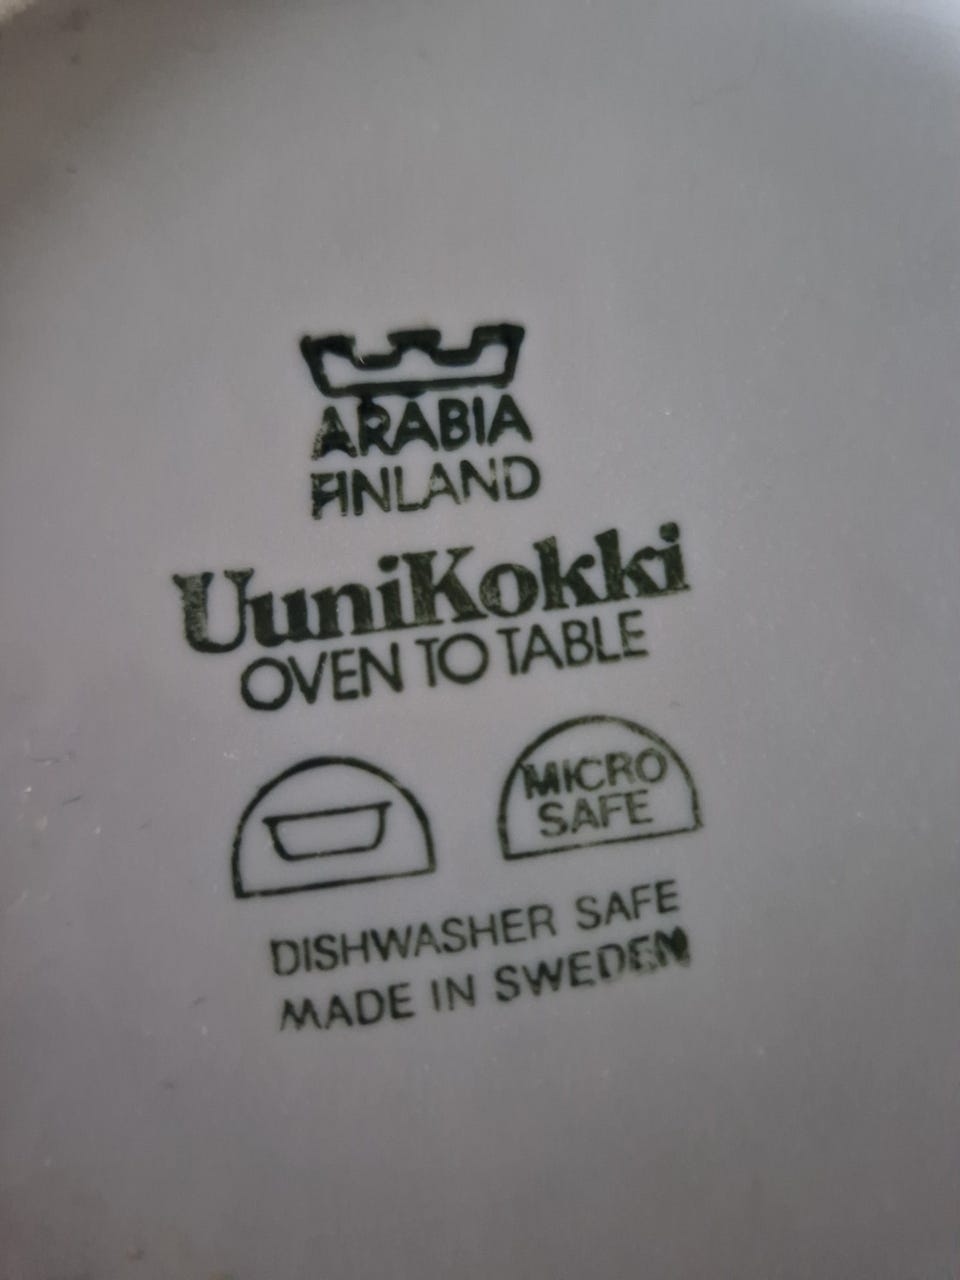 ARABIA
FINLAND
UuniKokki
OVEN TO TABLE
MICRO
SAFE
DISHWASHER SAFE
MADE IN SWEDEN